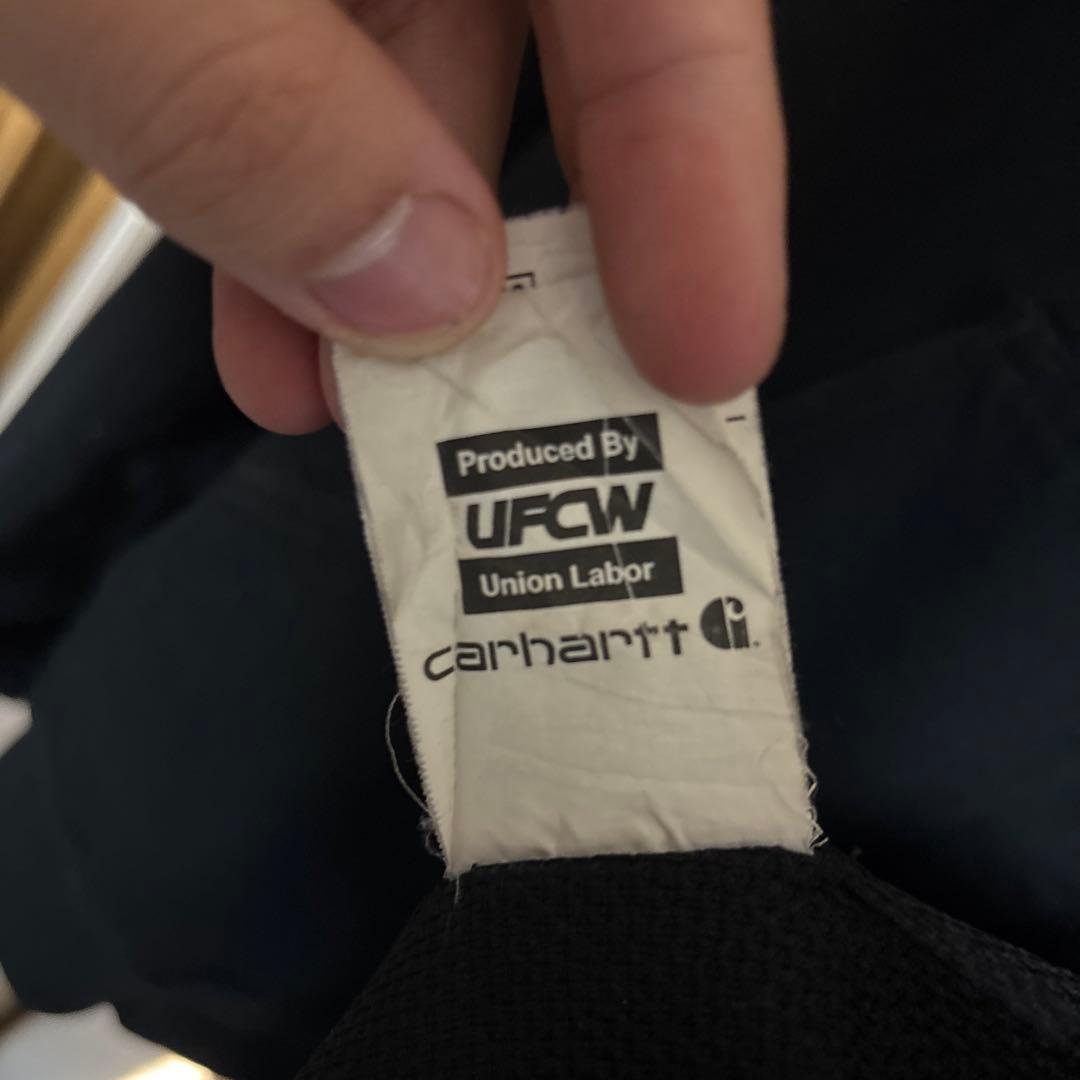 Produced By
UFCW
Union Labor
carhartt